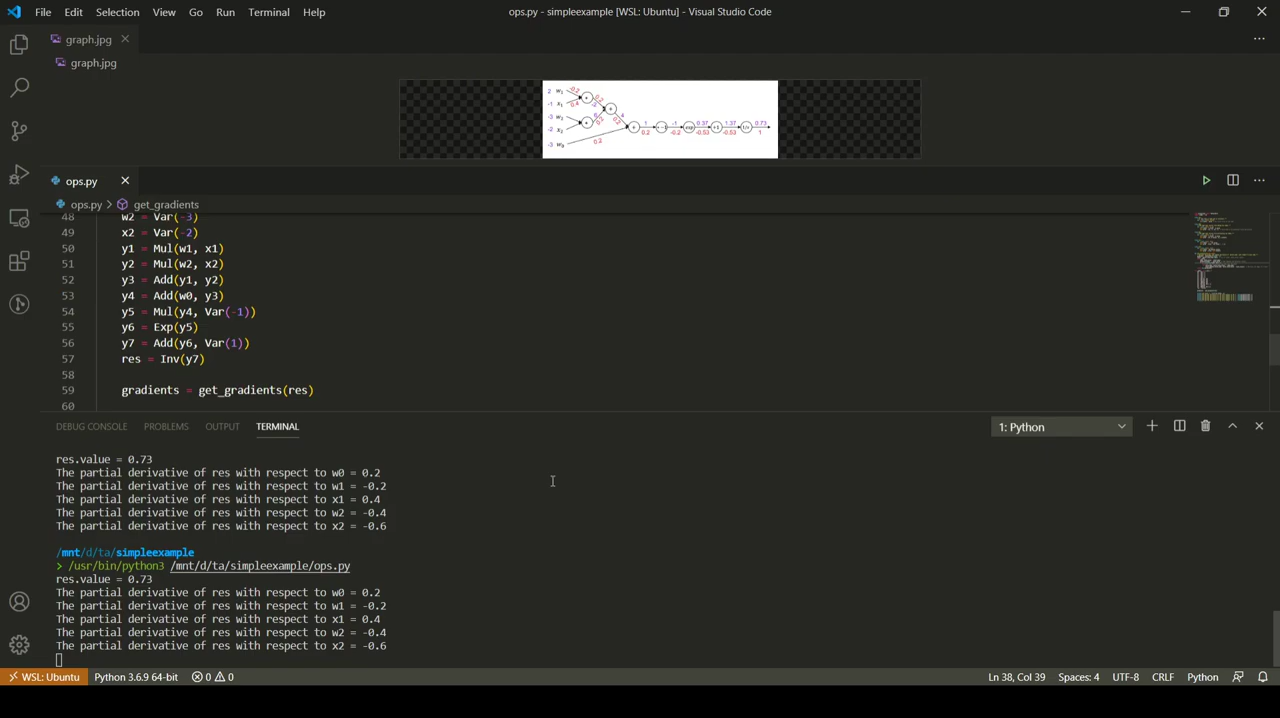 File Edit Selection View Go Run Terminal Help
ops.py - simpleexample [WSL: Ubuntu] - Visual Studio Code
graph.jpg
graph.jpg
ops.py
ops.py > get_gradients
48 w2 = Var(-3)
49 x2 = Var(-2)
50 y1 = Mul(w1, x1)
51 y2 = Mul(w2, x2)
52 y3 = Add(y1, y2)
53 y4 = Add(w0, y3)
54 y5 = Mul(y4, Var(-1))
55 y6 = Exp(y5)
56 y7 = Add(y6, Var(1))
57 res = Inv(y7)
58
59 gradients = get_gradients(res)
60
DEBUG CONSOLE PROBLEMS OUTPUT TERMINAL
1: Python
res.value = 0.73
The partial derivative of res with respect to w0 = 0.2
The partial derivative of res with respect to w1 = -0.2
The partial derivative of res with respect to x1 = 0.4
The partial derivative of res with respect to w2 = -0.4
The partial derivative of res with respect to x2 = -0.6
/mnt/d/ta/simpleexample
> /usr/bin/python3 /mnt/d/ta/simpleexample/ops.py
res.value = 0.73
The partial derivative of res with respect to w0 = 0.2
The partial derivative of res with respect to w1 = -0.2
The partial derivative of res with respect to x1 = 0.4
The partial derivative of res with respect to w2 = -0.4
The partial derivative of res with respect to x2 = -0.6
WSL: Ubuntu Python 3.6.9 64-bit 0 0 Ln 38, Col 39 Spaces: 4 UTF-8 CRLF Python